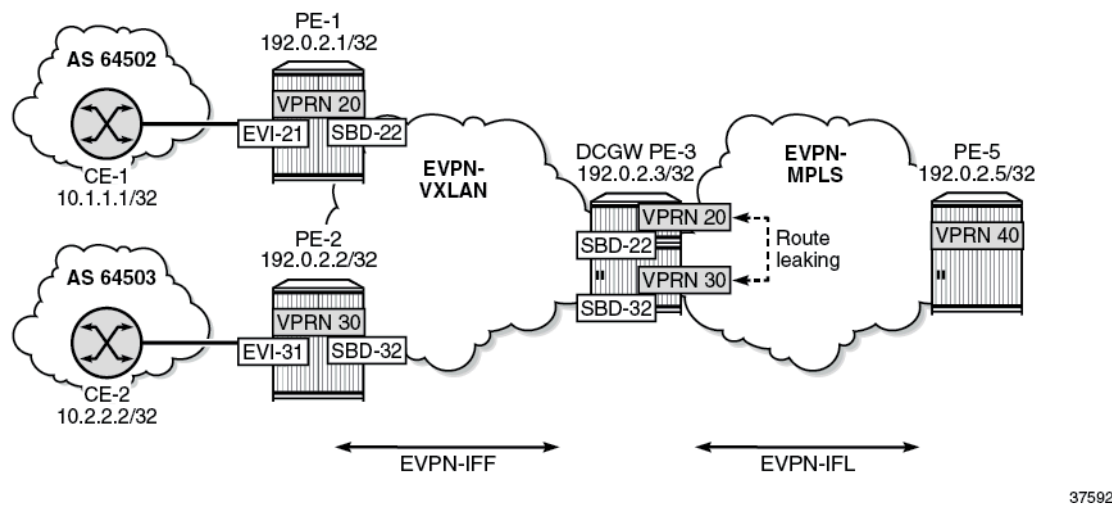 PE-1
192.0.2.1/32
AS 64502
VPRN 20
EVI-21
SBD-22
CE-1
10.1.1.1/32
EVPN-
VXLAN
DCGW PE-3
192.0.2.3/32
VPRN 20
SBD-22
Route
leaking
VPRN 30
SBD-32
EVPN-
MPLS
PE-5
192.0.2.5/32
VPRN 40
PE-2
192.0.2.2/32
AS 64503
VPRN 30
EVI-31
SBD-32
CE-2
10.2.2.2/32
EVPN-IFF
EVPN-IFL
37592